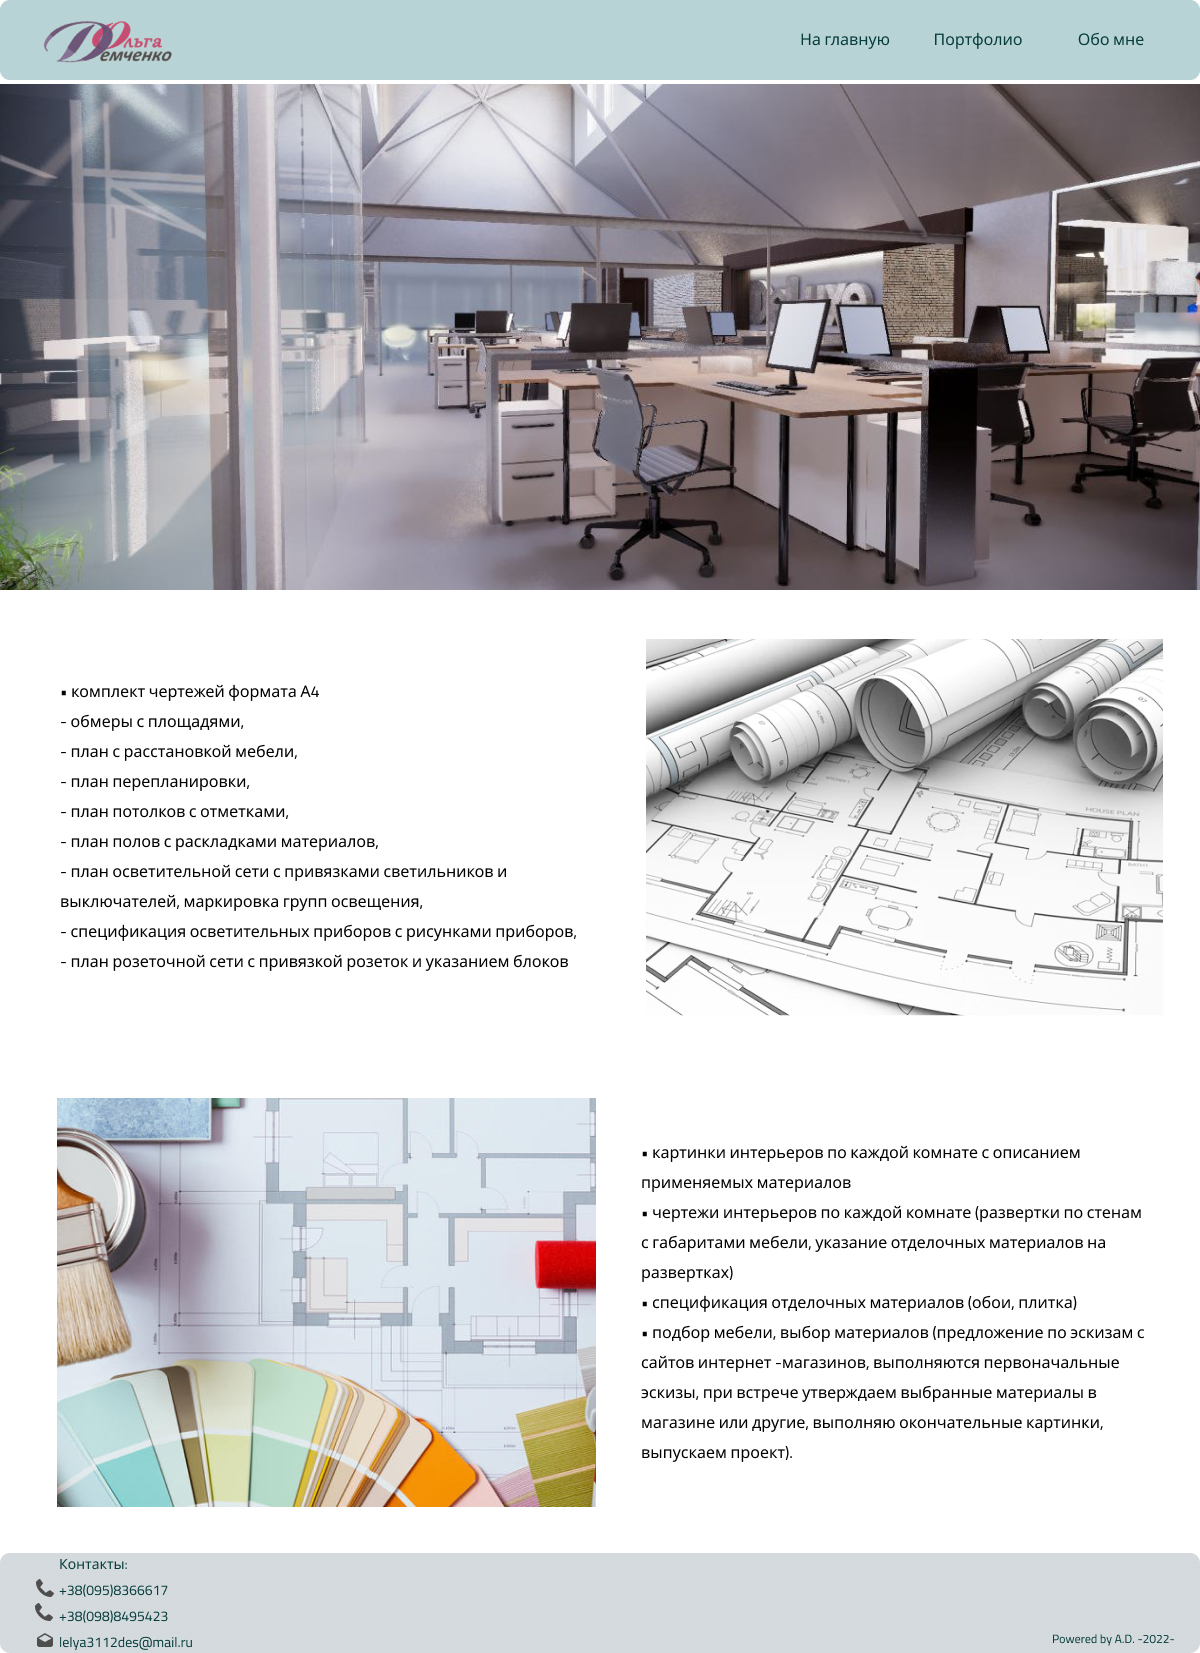 Ольга
Демченко
На главную Портфолио Обо мне
▪ комплект чертежей формата А4
- обмеры с площадями,
- план с расстановкой мебели,
- план перепланировки,
- план потолков с отметками,
- план полов с раскладками материалов,
- план осветительной сети с привязками светильников и
выключателей, маркировка групп освещения,
- спецификация осветительных приборов с рисунками приборов,
- план розеточной сети с привязкой розеток и указанием блоков
HOUSE PLAN
▪ картинки интерьеров по каждой комнате с описанием
применяемых материалов
▪ чертежи интерьеров по каждой комнате (развертки по стенам
с габаритами мебели, указание отделочных материалов на
развертках)
▪ спецификация отделочных материалов (обои, плитка)
▪ подбор мебели, выбор материалов (предложение по эскизам с
сайтов интернет -магазинов, выполняются первоначальные
эскизы, при встрече утверждаем выбранные материалы в
магазине или другие, выполняю окончательные картинки,
выпускаем проект).
Контакты:
+38(095)8366617
+38(098)8495423
lelya3112des@mail.ru
Powered by A.D. -2022-